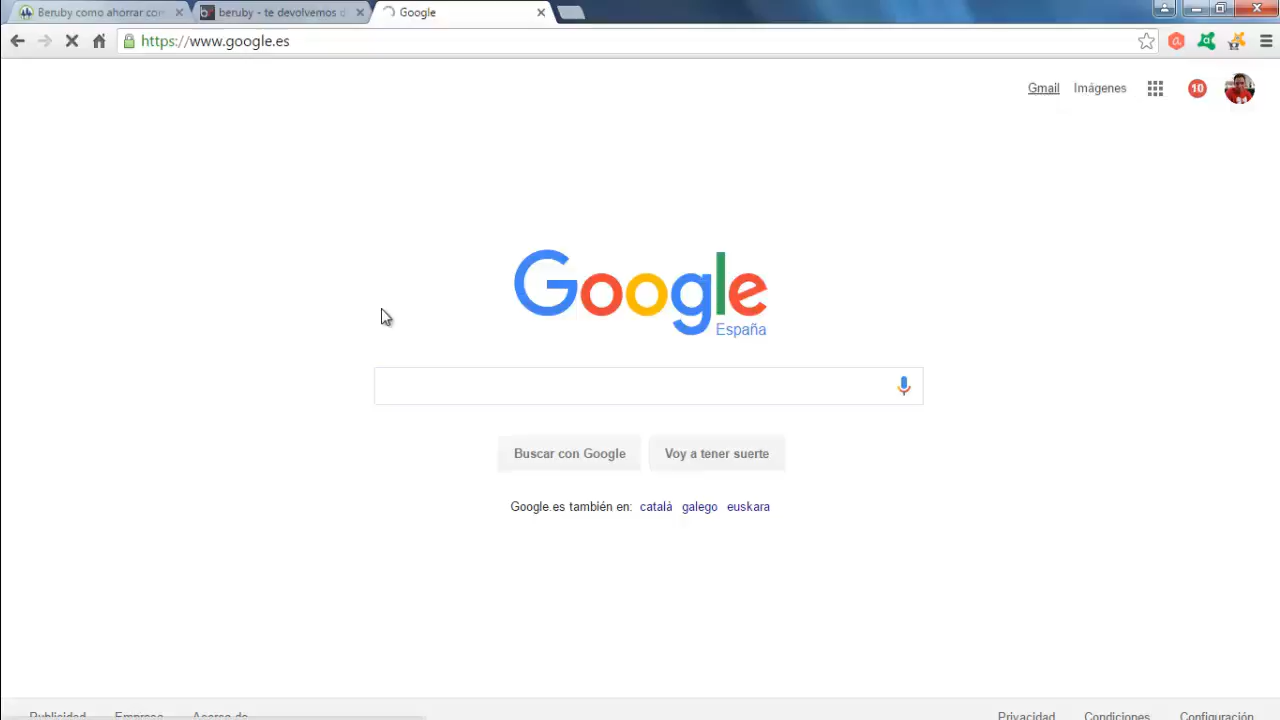 Beruby como ahorrar con
beruby - te devolvemos d
Google
https://www.google.es
Gmail
Imágenes
10
Google
España
Buscar con Google
Voy a tener suerte
Google.es también en: català galego euskara
Publicidad
Empresa
Acerca de
Privacidad
Condiciones
Configuración